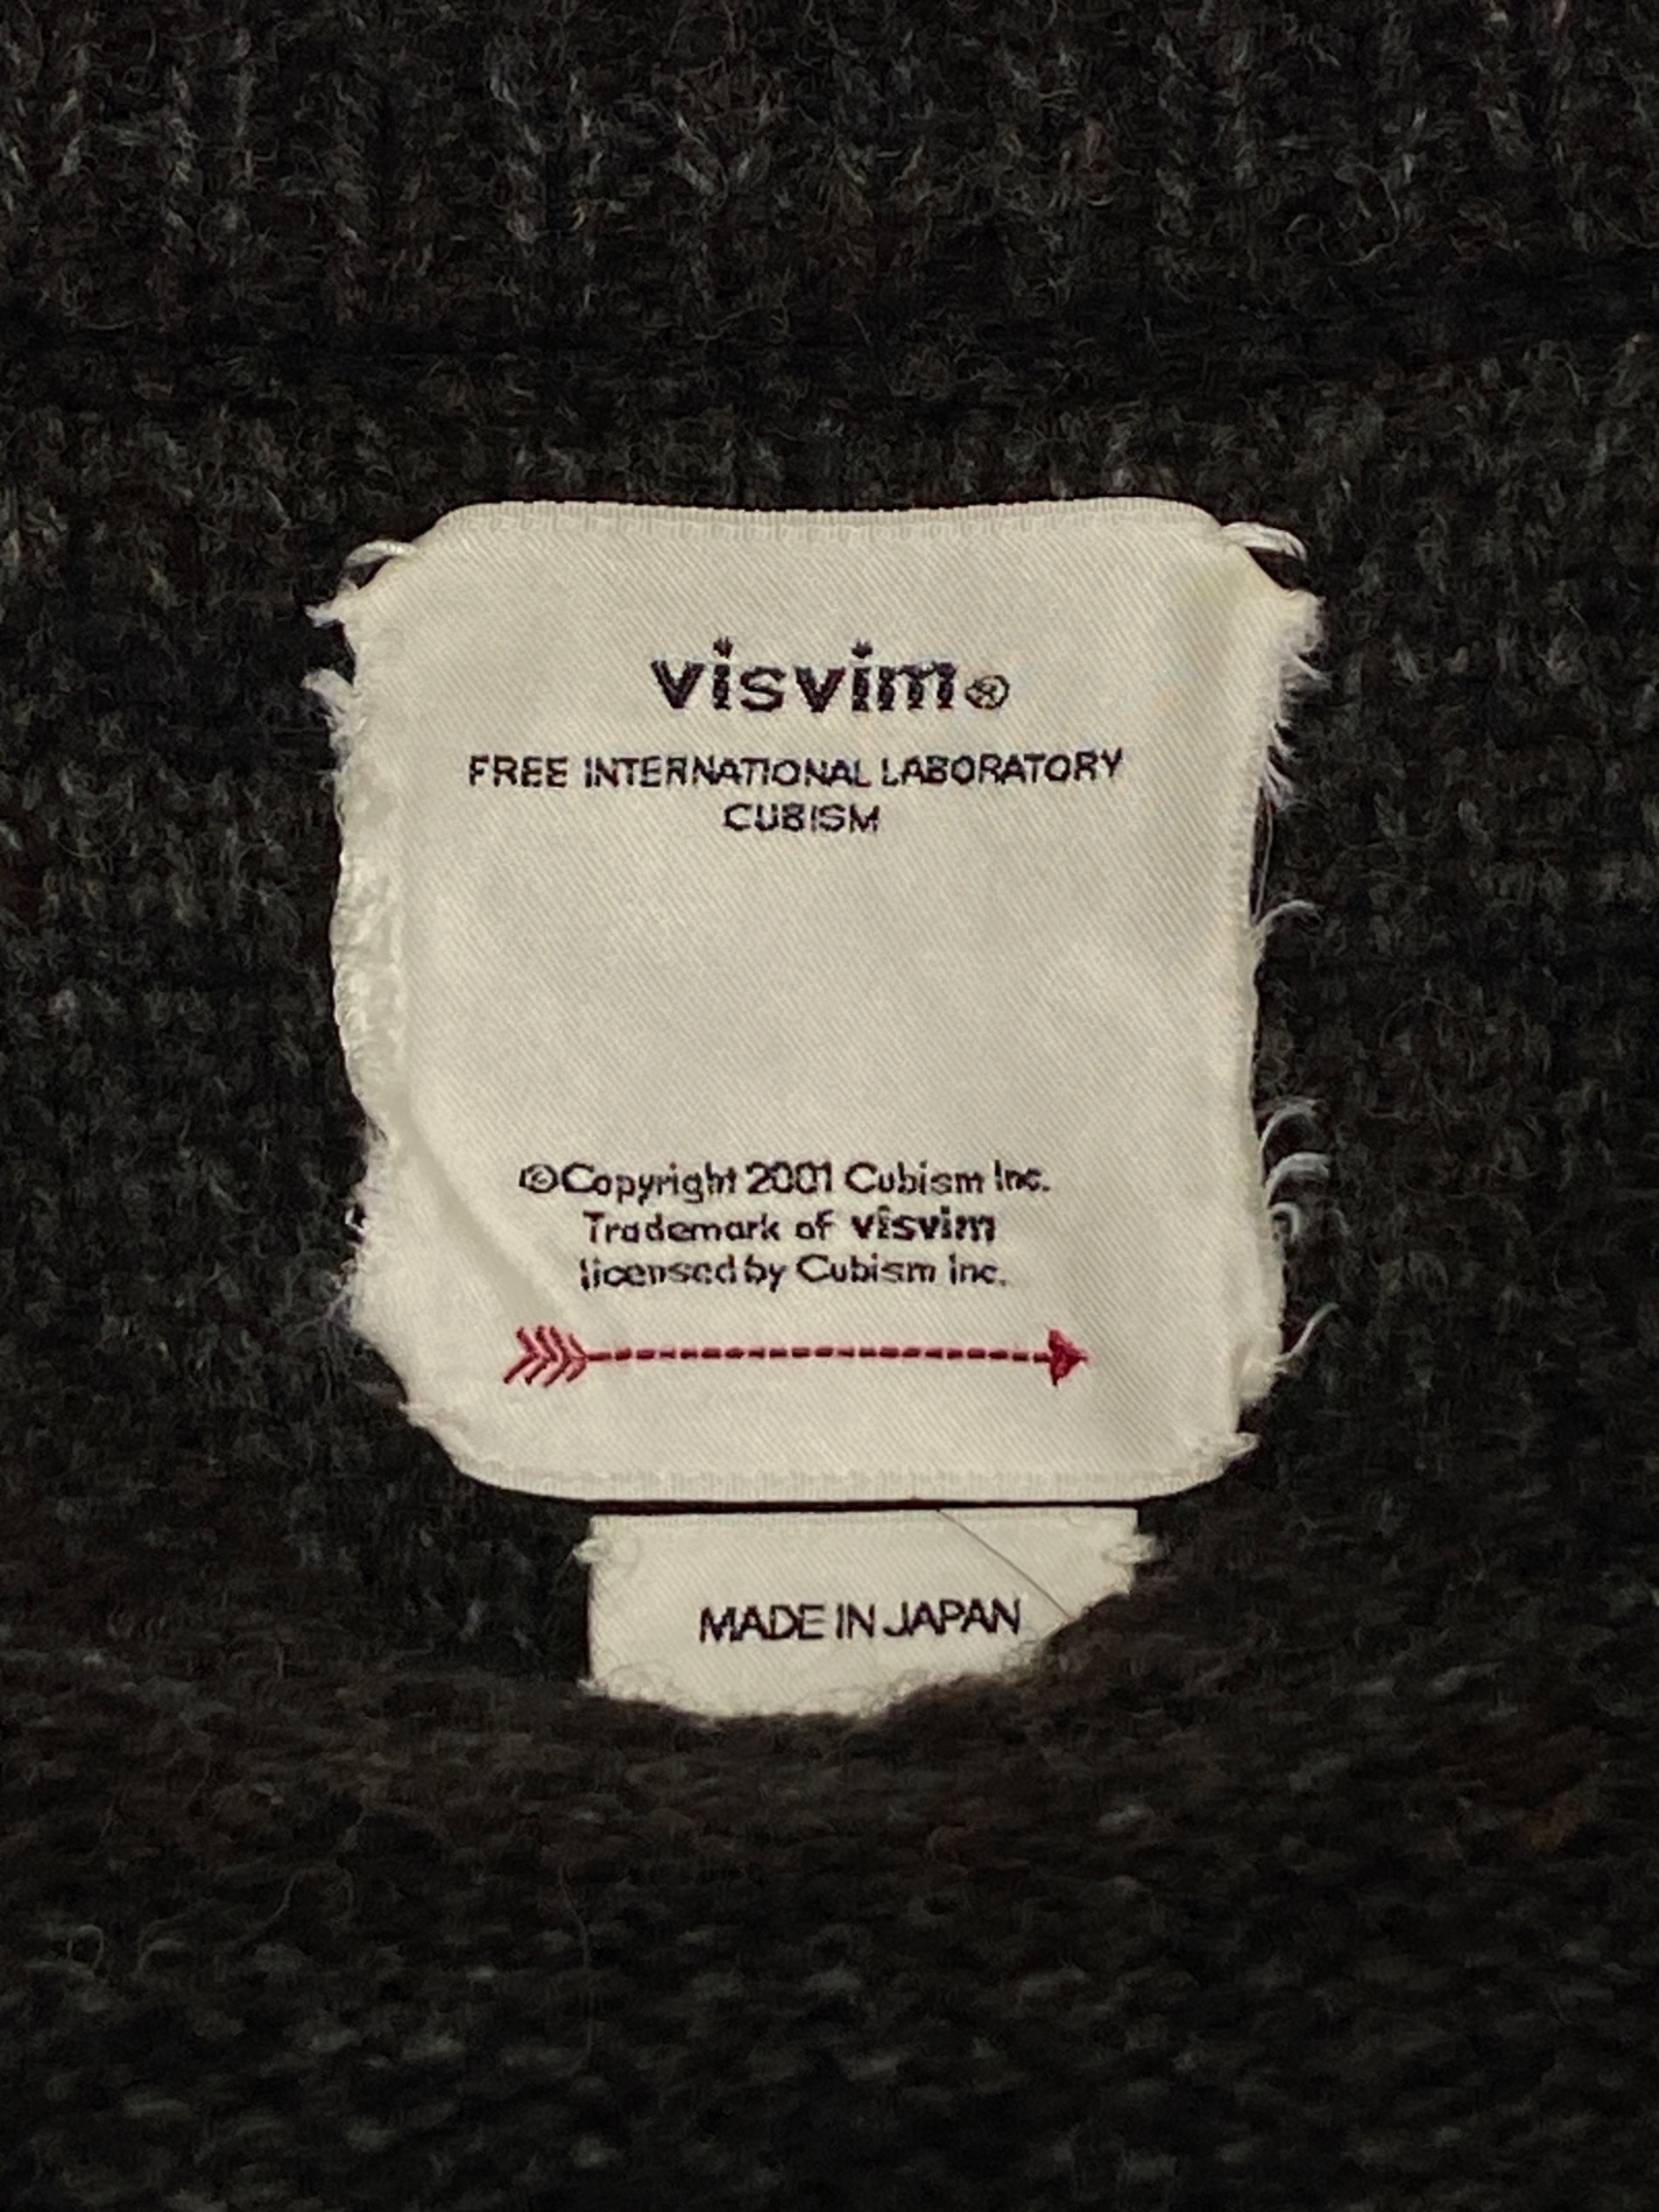 visvim®
FREE INTERNATIONAL LABORATORY
CUBISM
©Copyright 2001 Cubism Inc.
Trademark of visvim
licensed by Cubism Inc.
MADE IN JAPAN